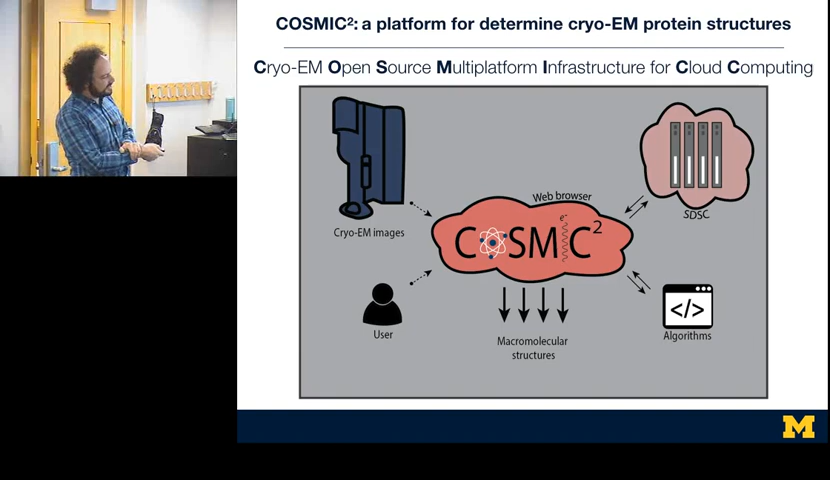 COSMIC²: a platform for determine cryo-EM protein structures
Cryo-EM Open Source Multiplatform Infrastructure for Cloud Computing
Web browser
SDSC
e⁻
COSMIC²
Cryo-EM images
User
Macromolecular
structures
</>
Algorithms
M